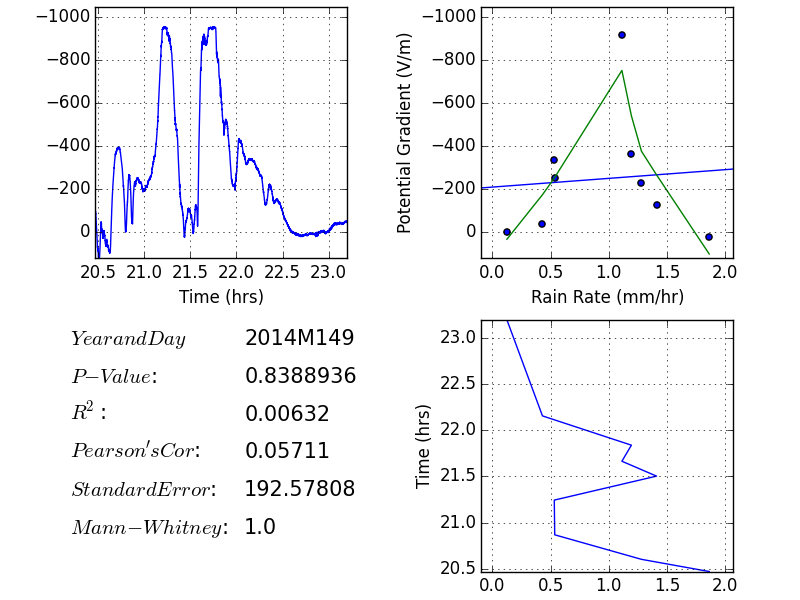 −1000
−800
−600
−400
−200
0
20.5 21.0 21.5 22.0 22.5 23.0
Time (hrs)
Potential Gradient (V/m)
−1000
−800
−600
−400
−200
0
0.0 0.5 1.0 1.5 2.0
Rain Rate (mm/hr)
YearandDay 2014M149
P−Value: 0.8388936
R²: 0.00632
Pearson'sCor: 0.05711
StandardError: 192.57808
Mann−Whitney: 1.0
Time (hrs)
23.0
22.5
22.0
21.5
21.0
20.5
0.0 0.5 1.0 1.5 2.0